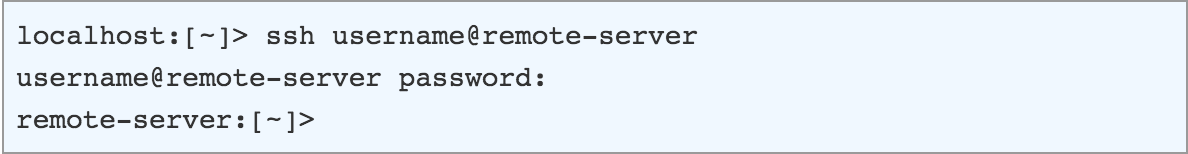 localhost:[~]> ssh username@remote-server
username@remote-server password:
remote-server:[~]>